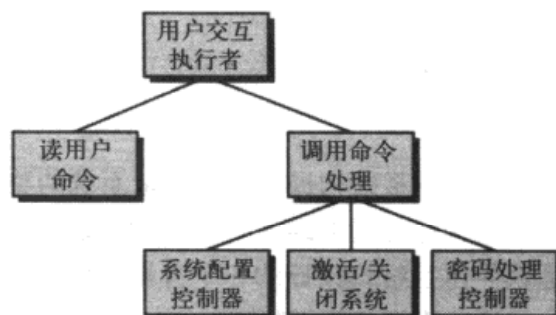 用户交互
执行者
读用户
命令
调用命令
处理
系统配置
控制器
激活/关
闭系统
密码处理
控制器